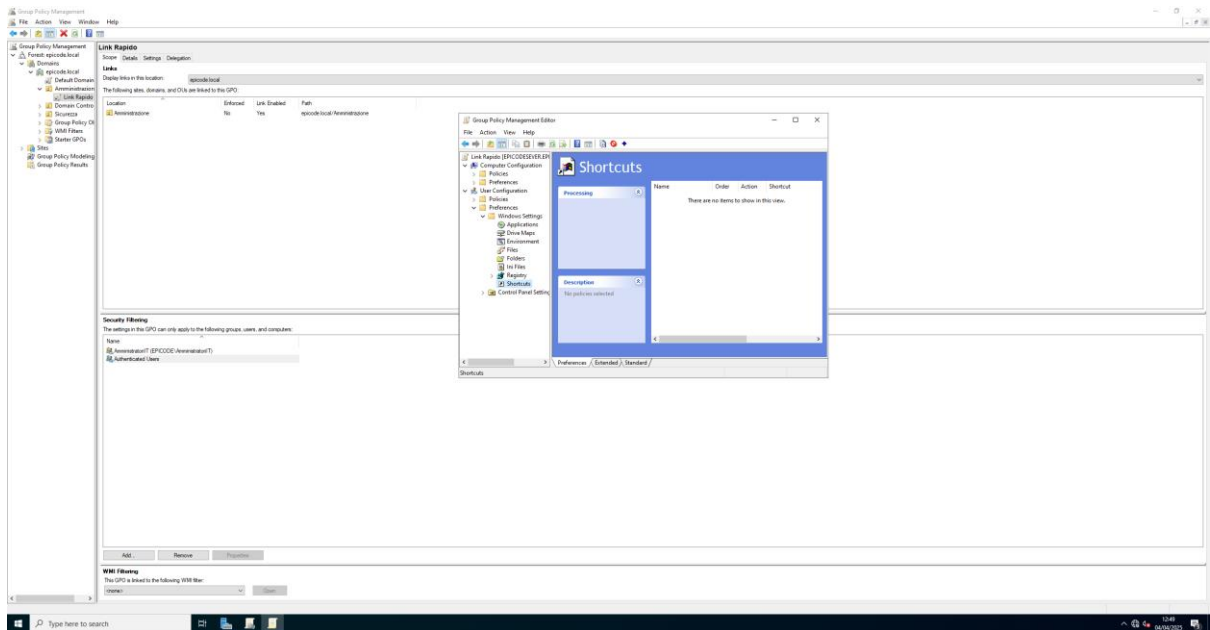 Group Policy Management
File Action View Window Help
Group Policy Management
Forest: epicode.local
Domains
epicode.local
Default Domain
Amministrazion
Link Rapido
Domain Contro
Sicurezza
Group Policy Ob
WMI Filters
Starter GPOs
Sites
Group Policy Modeling
Group Policy Results
Link Rapido
Scope Details Settings Delegation
Links
Display links in this location: epicode.local
The following sites, domains, and OUs are linked to this GPO:
Location Enforced Link Enabled Path
Amministrazione No Yes epicode.local/Amministrazione
Security Filtering
The settings in this GPO can only apply to the following groups, users, and computers:
Name
AmministratoriIT (EPICODE\AmministratoriIT)
Authenticated Users
Add... Remove Properties
WMI Filtering
This GPO is linked to the following WMI filter:
<none> Open
Group Policy Management Editor
File Action View Help
Link Rapido [EPICODESEVER.EPI
Computer Configuration
Policies
Preferences
User Configuration
Policies
Preferences
Windows Settings
Applications
Drive Maps
Environment
Files
Folders
Ini Files
Registry
Shortcuts
Control Panel Setting
Shortcuts
Processing
Description
No policies selected
Name Order Action Shortcut
There are no items to show in this view.
Preferences Extended Standard
Shortcuts
Type here to search
12:49
04/04/2025